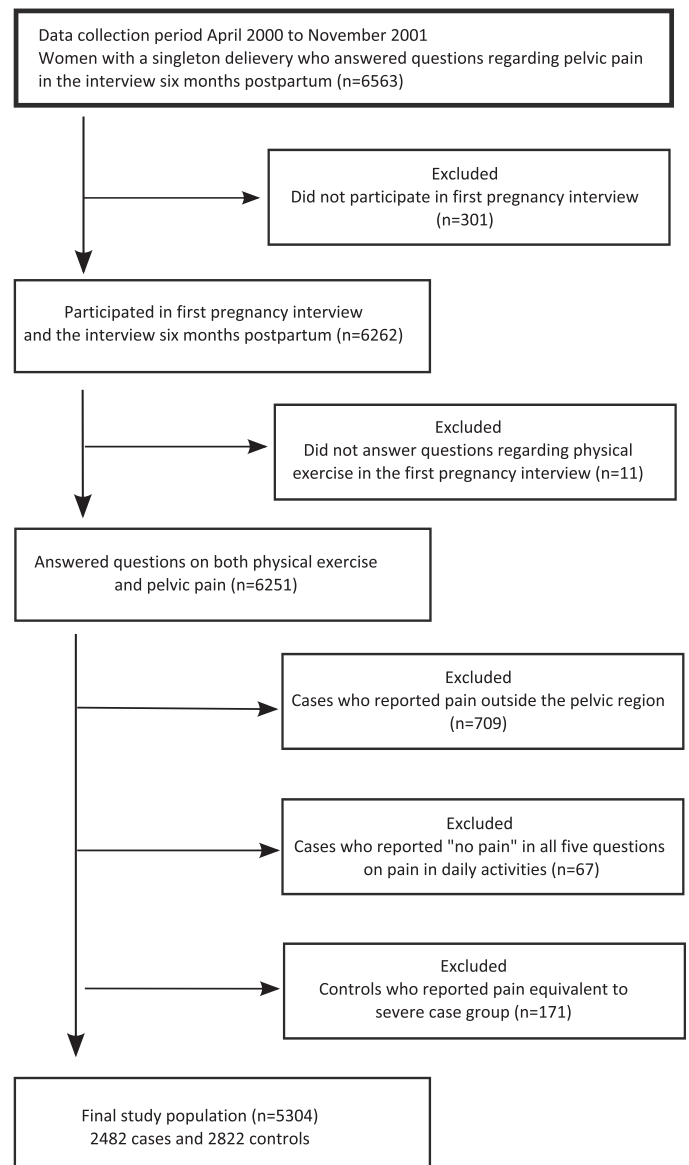 Data collection period April 2000 to November 2001
Women with a singleton delievery who answered questions regarding pelvic pain
in the interview six months postpartum (n=6563)
Excluded
Did not participate in first pregnancy interview
(n=301)
Participated in first pregnancy interview
and the interview six months postpartum (n=6262)
Excluded
Did not answer questions regarding physical
exercise in the first pregnancy interview (n=11)
Answered questions on both physical exercise
and pelvic pain (n=6251)
Excluded
Cases who reported pain outside the pelvic region
(n=709)
Excluded
Cases who reported "no pain" in all five questions
on pain in daily activities (n=67)
Excluded
Controls who reported pain equivalent to
severe case group (n=171)
Final study population (n=5304)
2482 cases and 2822 controls